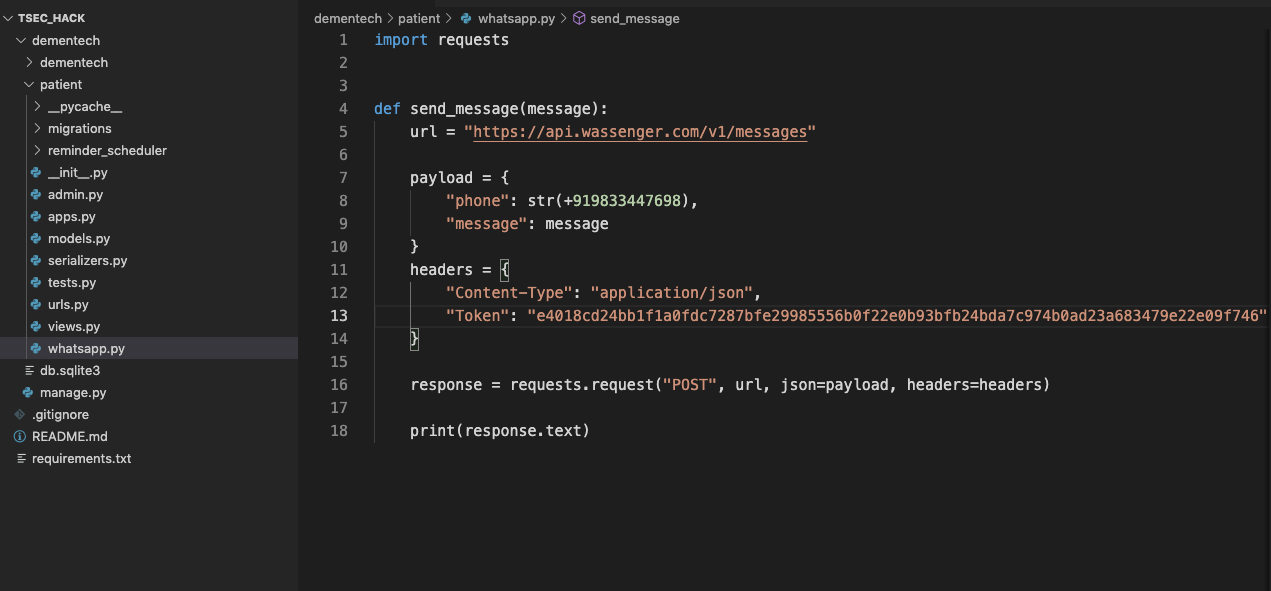 TSEC_HACK
dementech
dementech
patient
__pycache__
migrations
reminder_scheduler
__init__.py
admin.py
apps.py
models.py
serializers.py
tests.py
urls.py
views.py
whatsapp.py
db.sqlite3
manage.py
.gitignore
README.md
requirements.txt
dementech > patient > whatsapp.py > send_message
1 import requests
2
3
4 def send_message(message):
5     url = "https://api.wassenger.com/v1/messages"
6
7     payload = {
8         "phone": str(+919833447698),
9         "message": message
10     }
11     headers = {
12         "Content-Type": "application/json",
13         "Token": "e4018cd24bb1f1a0fdc7287bfe29985556b0f22e0b93bfb24bda7c974b0ad23a683479e22e09f746"
14     }
15
16     response = requests.request("POST", url, json=payload, headers=headers)
17
18     print(response.text)